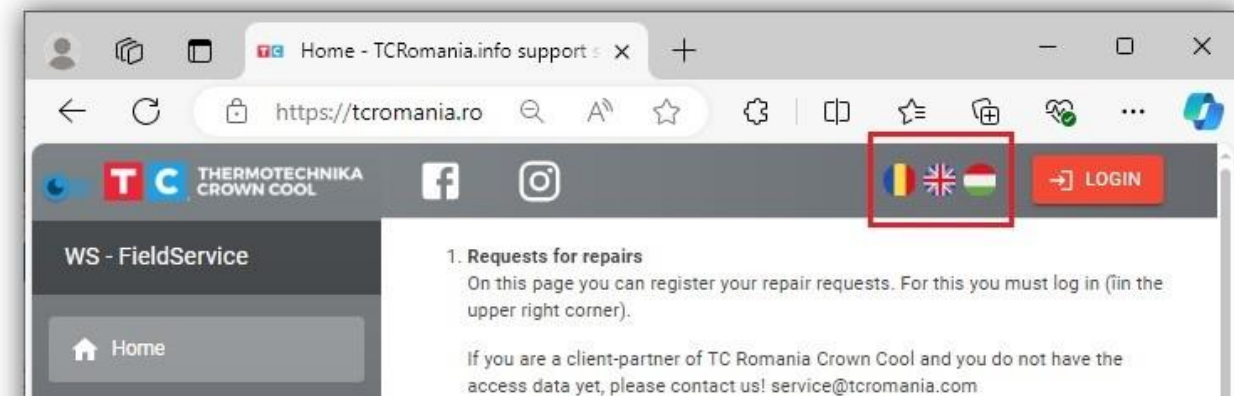 Home - TCRomania.info support s
https://tcromania.ro
TC THERMOTECHNIKA
CROWN COOL
LOGIN
WS - FieldService
Home
1. Requests for repairs
On this page you can register your repair requests. For this you must log in (îin the
upper right corner).
If you are a client-partner of TC Romania Crown Cool and you do not have the
access data yet, please contact us! service@tcromania.com